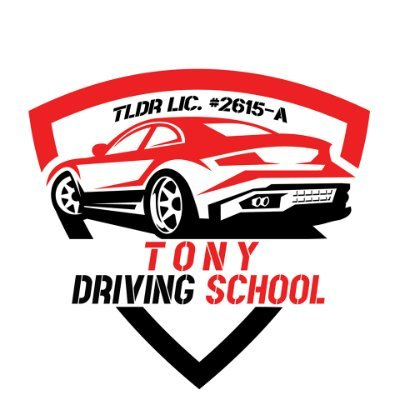 TLDR LIC. #2615-A
TONY
DRIVING SCHOOL